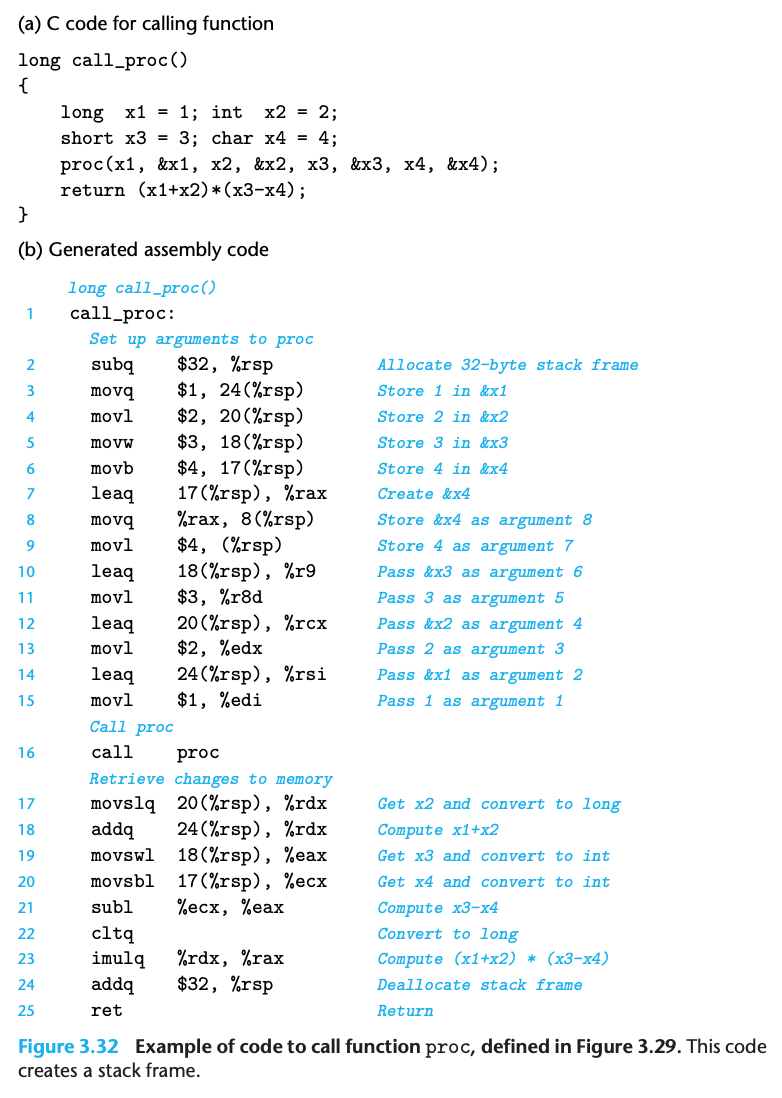 (a) C code for calling function
long call_proc()
{
    long  x1 = 1; int  x2 = 2;
    short x3 = 3; char x4 = 4;
    proc(x1, &x1, x2, &x2, x3, &x3, x4, &x4);
    return (x1+x2)*(x3-x4);
}
(b) Generated assembly code
long call_proc()
1 call_proc:
Set up arguments to proc
2 subq $32, %rsp Allocate 32-byte stack frame
3 movq $1, 24(%rsp) Store 1 in &x1
4 movl $2, 20(%rsp) Store 2 in &x2
5 movw $3, 18(%rsp) Store 3 in &x3
6 movb $4, 17(%rsp) Store 4 in &x4
7 leaq 17(%rsp), %rax Create &x4
8 movq %rax, 8(%rsp) Store &x4 as argument 8
9 movl $4, (%rsp) Store 4 as argument 7
10 leaq 18(%rsp), %r9 Pass &x3 as argument 6
11 movl $3, %r8d Pass 3 as argument 5
12 leaq 20(%rsp), %rcx Pass &x2 as argument 4
13 movl $2, %edx Pass 2 as argument 3
14 leaq 24(%rsp), %rsi Pass &x1 as argument 2
15 movl $1, %edi Pass 1 as argument 1
Call proc
16 call proc
Retrieve changes to memory
17 movslq 20(%rsp), %rdx Get x2 and convert to long
18 addq 24(%rsp), %rdx Compute x1+x2
19 movswl 18(%rsp), %eax Get x3 and convert to int
20 movsbl 17(%rsp), %ecx Get x4 and convert to int
21 subl %ecx, %eax Compute x3-x4
22 cltq Convert to long
23 imulq %rdx, %rax Compute (x1+x2) * (x3-x4)
24 addq $32, %rsp Deallocate stack frame
25 ret Return
Figure 3.32 Example of code to call function proc, defined in Figure 3.29. This code
creates a stack frame.